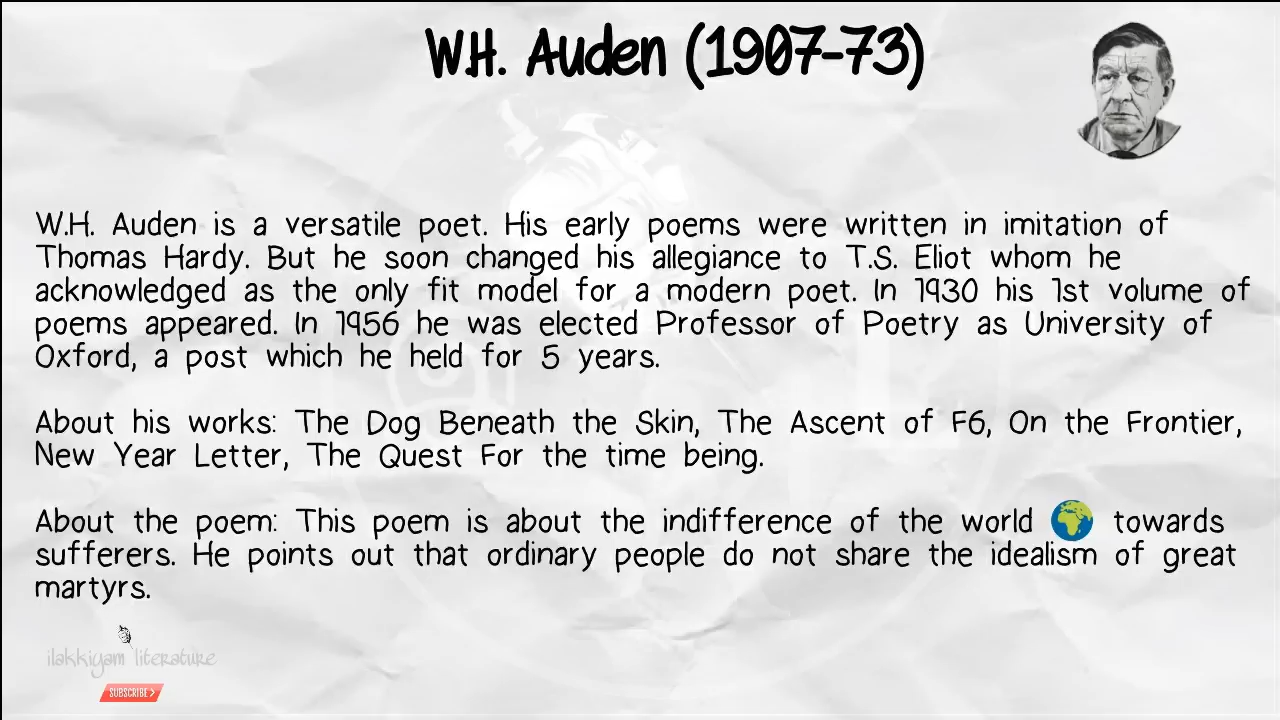 W.H. Auden (1907-73)
W.H. Auden is a versatile poet. His early poems were written in imitation of
Thomas Hardy. But he soon changed his allegiance to T.S. Eliot whom he
acknowledged as the only fit model for a modern poet. In 1930 his 1st volume of
poems appeared. In 1956 he was elected Professor of Poetry as University of
Oxford, a post which he held for 5 years.
About his works: The Dog Beneath the Skin, The Ascent of F6, On the Frontier,
New Year Letter, The Quest For the time being.
About the poem: This poem is about the indifference of the world 🌍 towards
sufferers. He points out that ordinary people do not share the idealism of great
martyrs.
ilakkiyam literature
SUBSCRIBE >